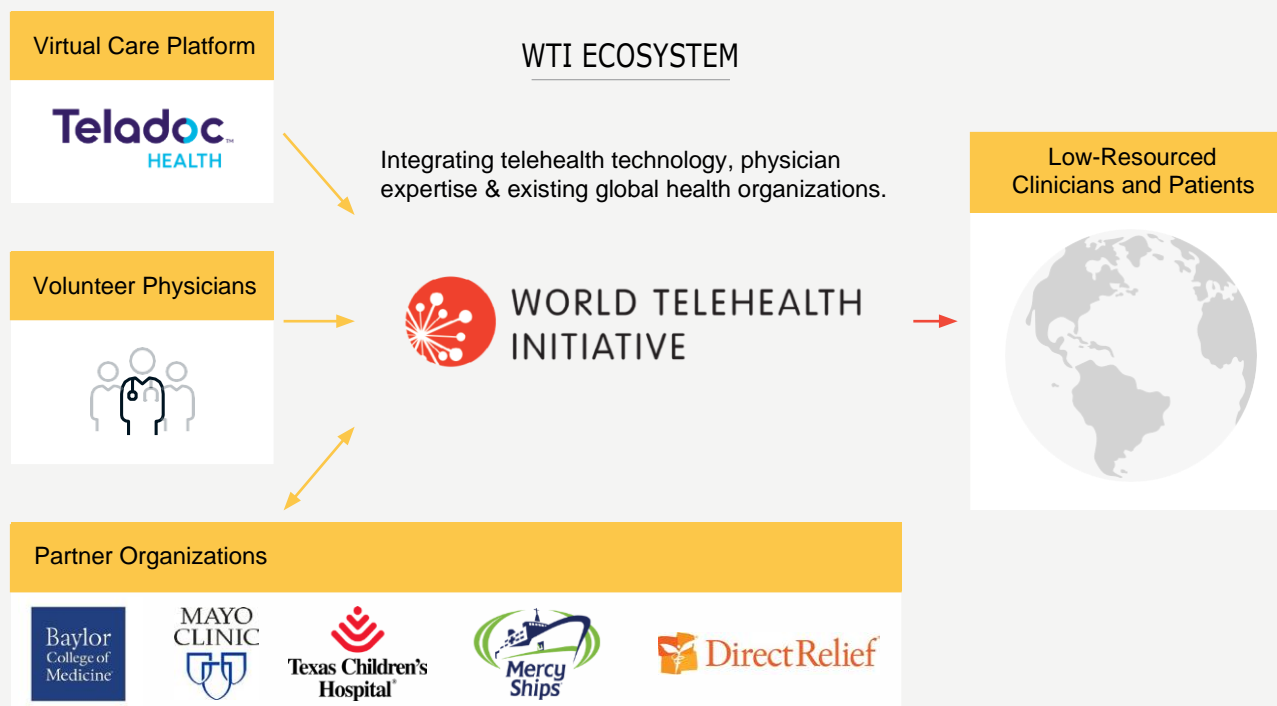 Virtual Care Platform
Teladoc™
HEALTH
WTI ECOSYSTEM
Integrating telehealth technology, physician
expertise & existing global health organizations.
Low-Resourced
Clinicians and Patients
Volunteer Physicians
WORLD TELEHEALTH
INITIATIVE
Partner Organizations
Baylor
College of
Medicine
MAYO
CLINIC
Texas Children's
Hospital®
Mercy
Ships
DirectRelief